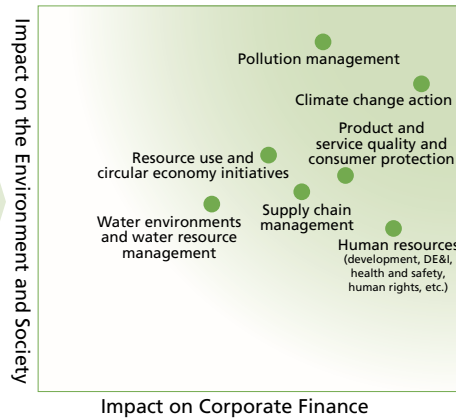 Impact on the Environment and Society
Pollution management
Climate change action
Product and
service quality and
consumer protection
Resource use and
circular economy initiatives
Supply chain
management
Water environments
and water resource
management
Human resources
(development, DE&I,
health and safety,
human rights, etc.)
Impact on Corporate Finance